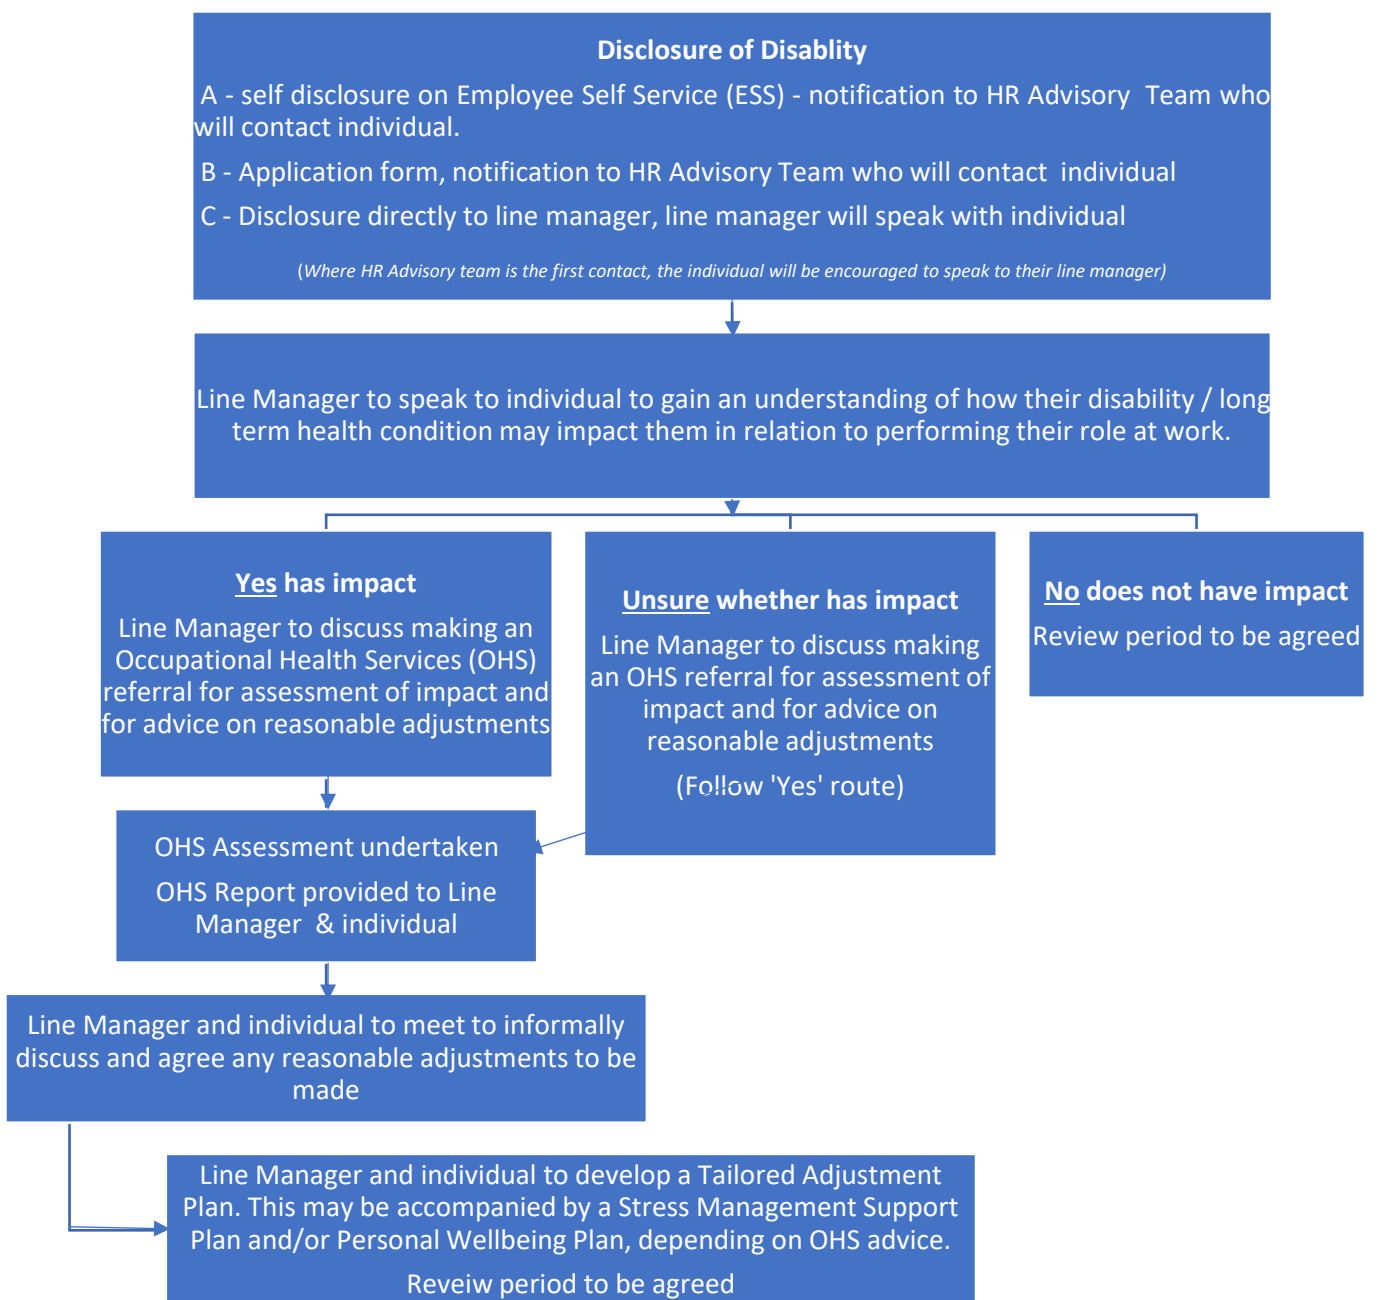 Disclosure of Disablity
A - self disclosure on Employee Self Service (ESS) - notification to HR Advisory Team who
will contact individual.
B - Application form, notification to HR Advisory Team who will contact individual
C - Disclosure directly to line manager, line manager will speak with individual
(Where HR Advisory team is the first contact, the individual will be encouraged to speak to their line manager)
Line Manager to speak to individual to gain an understanding of how their disability / long
term health condition may impact them in relation to performing their role at work.
Yes has impact
Line Manager to discuss making an
Occupational Health Services (OHS)
referral for assessment of impact and
for advice on reasonable adjustments
Unsure whether has impact
Line Manager to discuss making
an OHS referral for assessment of
impact and for advice on
reasonable adjustments
(Follow 'Yes' route)
No does not have impact
Review period to be agreed
OHS Assessment undertaken
OHS Report provided to Line
Manager & individual
Line Manager and individual to meet to informally
discuss and agree any reasonable adjustments to be
made
Line Manager and individual to develop a Tailored Adjustment
Plan. This may be accompanied by a Stress Management Support
Plan and/or Personal Wellbeing Plan, depending on OHS advice.
Reveiw period to be agreed